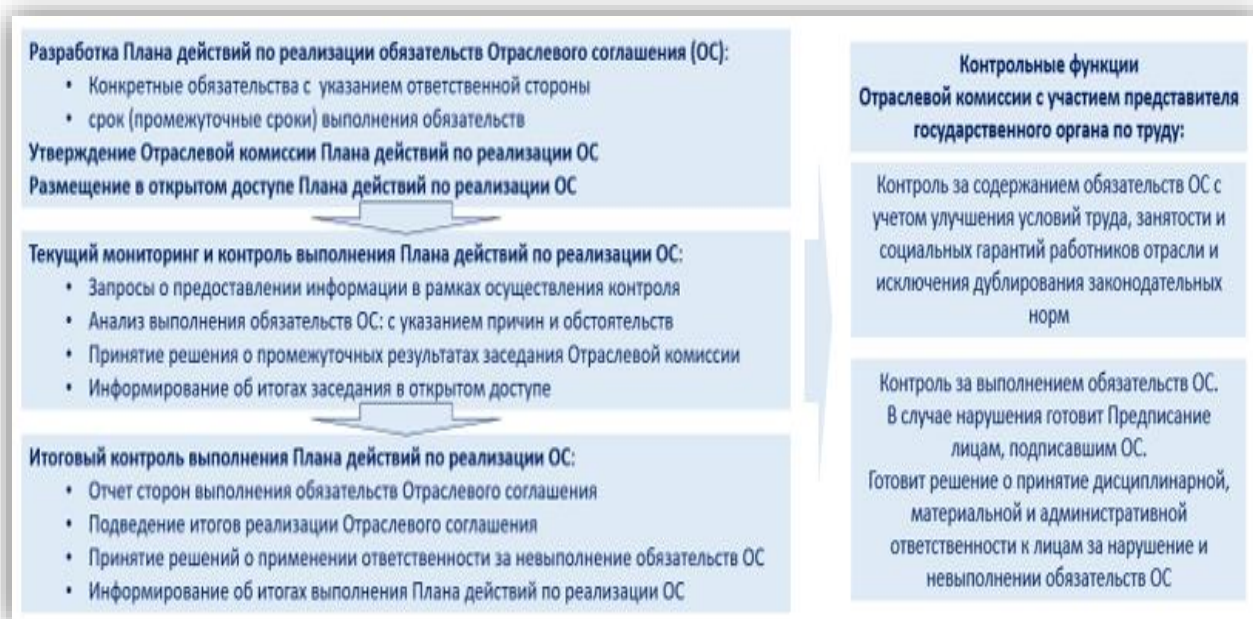 Разработка Плана действий по реализации обязательств Отраслевого соглашения (ОС):
• Конкретные обязательства с указанием ответственной стороны
• срок (промежуточные сроки) выполнения обязательств
Утверждение Отраслевой комиссии Плана действий по реализации ОС
Размещение в открытом доступе Плана действий по реализации ОС
Текущий мониторинг и контроль выполнения Плана действий по реализации ОС:
• Запросы о предоставлении информации в рамках осуществления контроля
• Анализ выполнения обязательств ОС: с указанием причин и обстоятельств
• Принятие решения о промежуточных результатах заседания Отраслевой комиссии
• Информирование об итогах заседания в открытом доступе
Итоговый контроль выполнения Плана действий по реализации ОС:
• Отчет сторон выполнения обязательств Отраслевого соглашения
• Подведение итогов реализации Отраслевого соглашения
• Принятие решений о применении ответственности за невыполнение обязательств ОС
• Информирование об итогах выполнения Плана действий по реализации ОС
Контрольные функции
Отраслевой комиссии с участием представителя
государственного органа по труду:
Контроль за содержанием обязательств ОС с
учетом улучшения условий труда, занятости и
социальных гарантий работников отрасли и
исключения дублирования законодательных
норм
Контроль за выполнением обязательств ОС.
В случае нарушения готовит Предписание
лицам, подписавшим ОС.
Готовит решение о принятие дисциплинарной,
материальной и административной
ответственности к лицам за нарушение и
невыполнении обязательств ОС